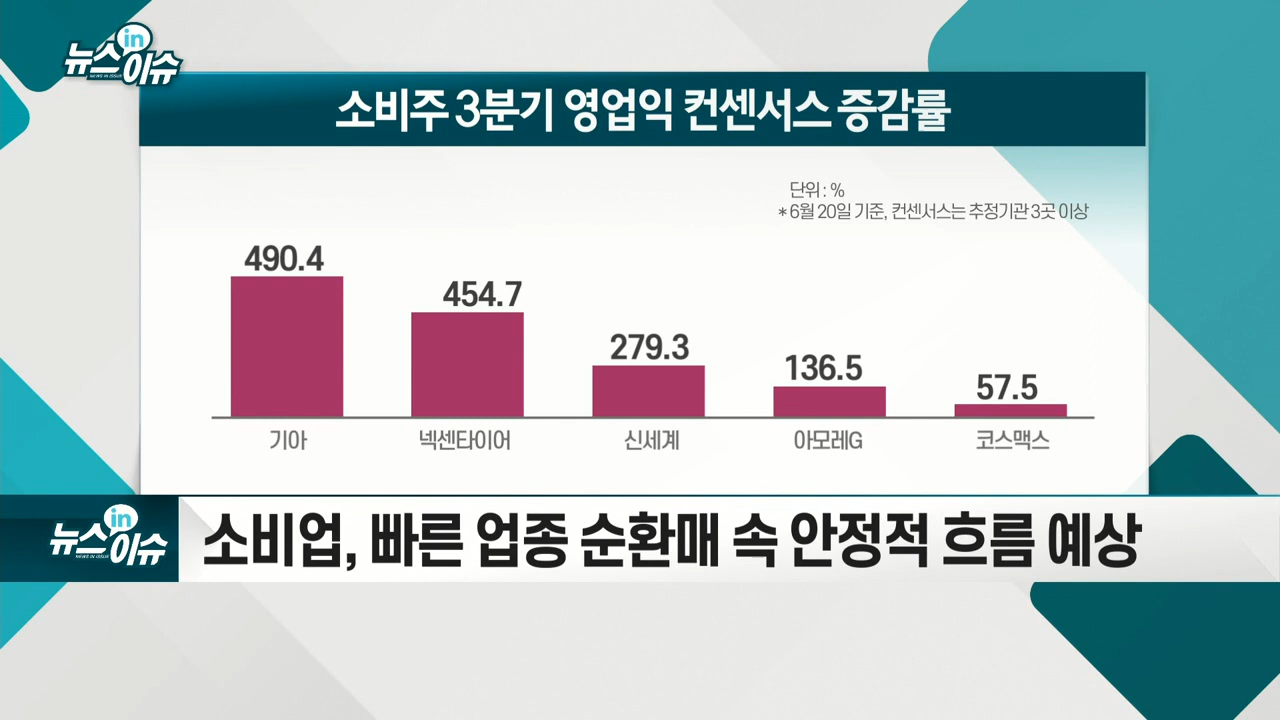 뉴스in이슈
NEWS IN ISSUE
소비주 3분기 영업익 컨센서스 증감률
단위 : %
* 6월 20일 기준, 컨센서스는 추정기관 3곳 이상
490.4
454.7
279.3
136.5
57.5
기아
넥센타이어
신세계
아모레G
코스맥스
뉴스in이슈
NEWS IN ISSUE
소비업, 빠른 업종 순환매 속 안정적 흐름 예상